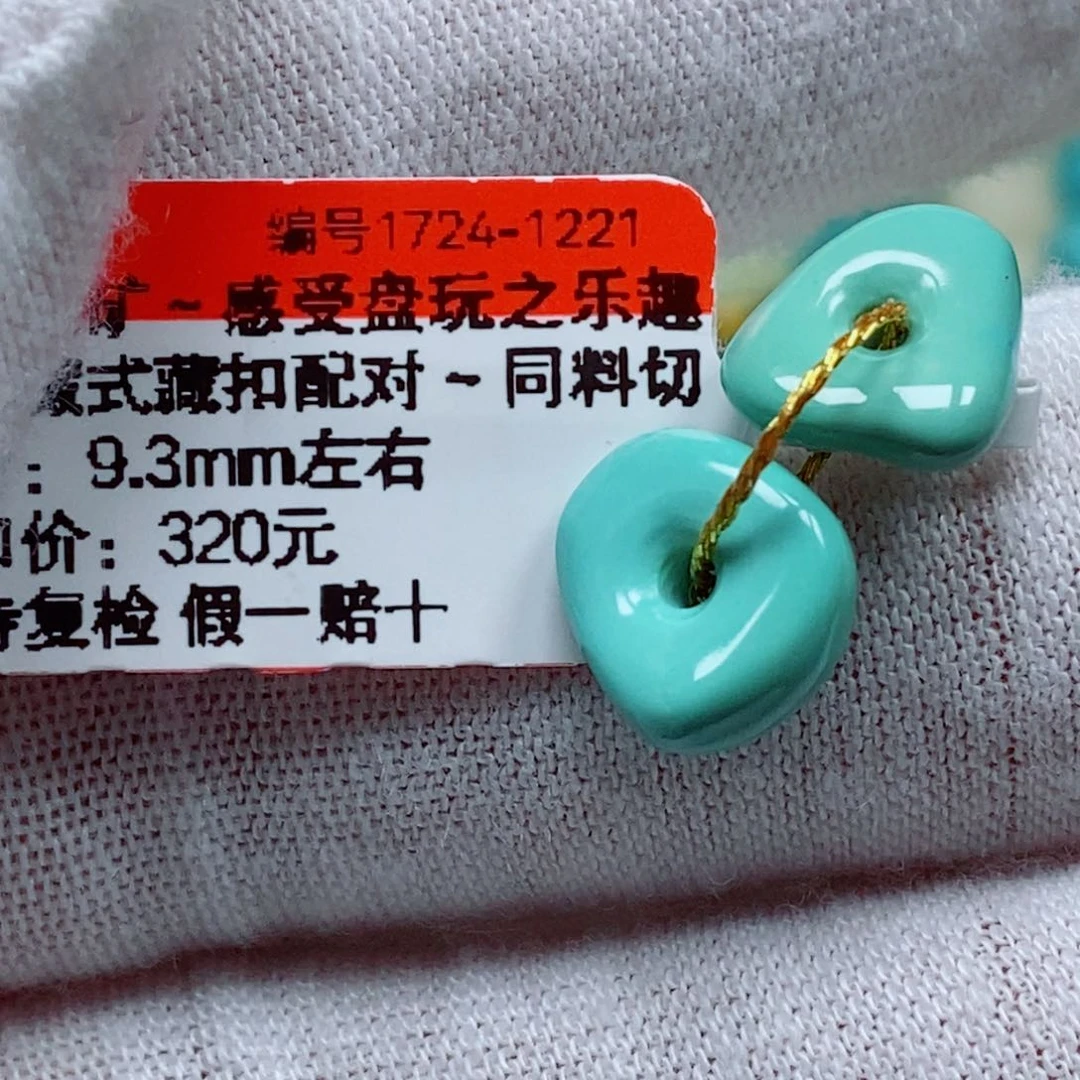 编号1724-1221
~感受盘玩之乐趣
式藏扣配对~同料切
：9.3mm左右
价：320元
复检 假一赔十